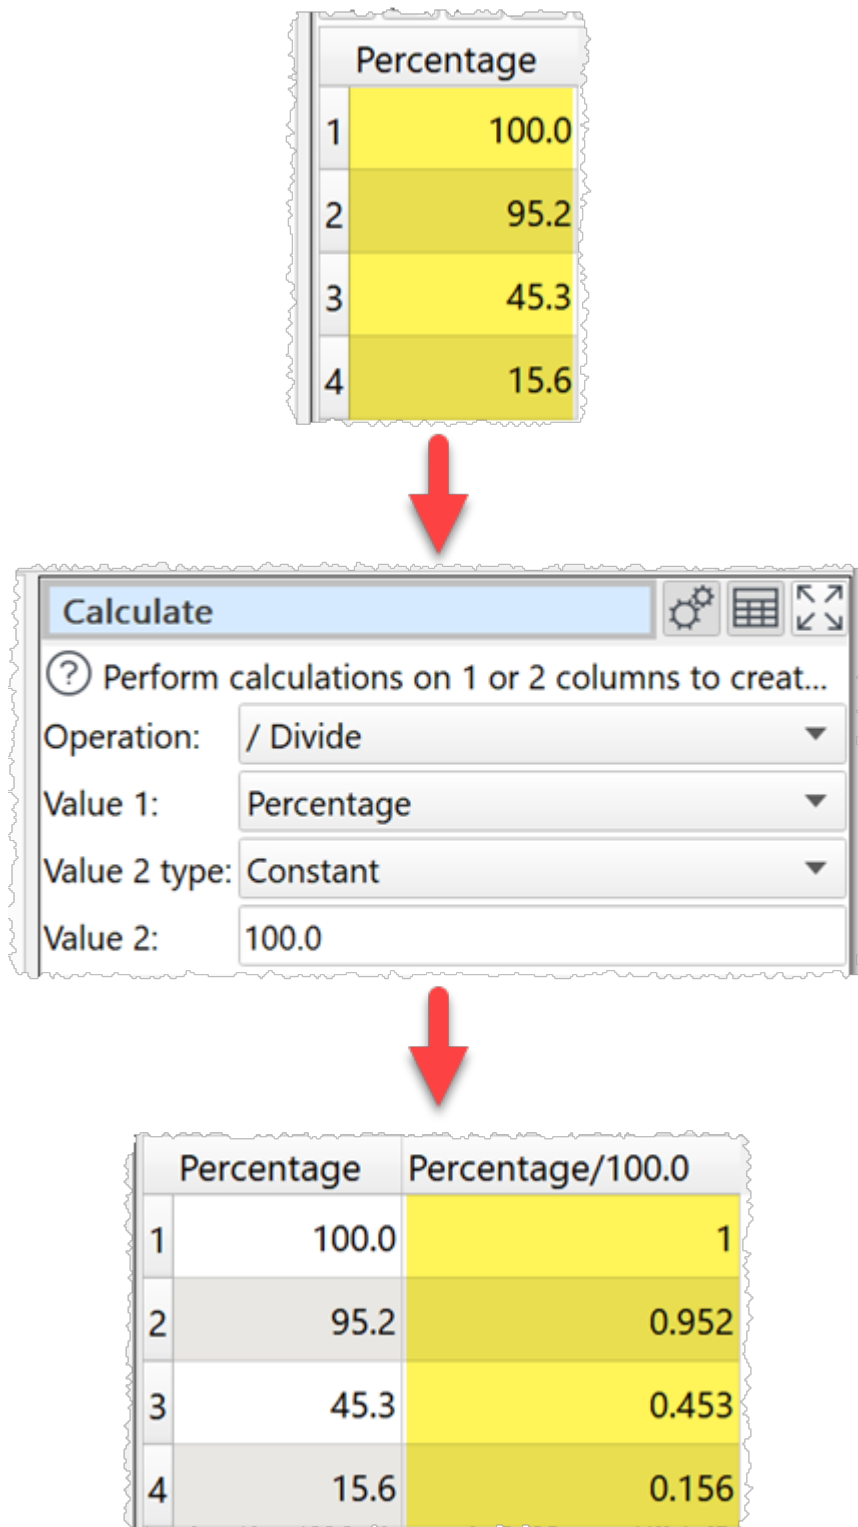 Percentage
1 100.0
2 95.2
3 45.3
4 15.6
Calculate
? Perform calculations on 1 or 2 columns to creat...
Operation: / Divide
Value 1: Percentage
Value 2 type: Constant
Value 2: 100.0
Percentage Percentage/100.0
1 100.0 1
2 95.2 0.952
3 45.3 0.453
4 15.6 0.156